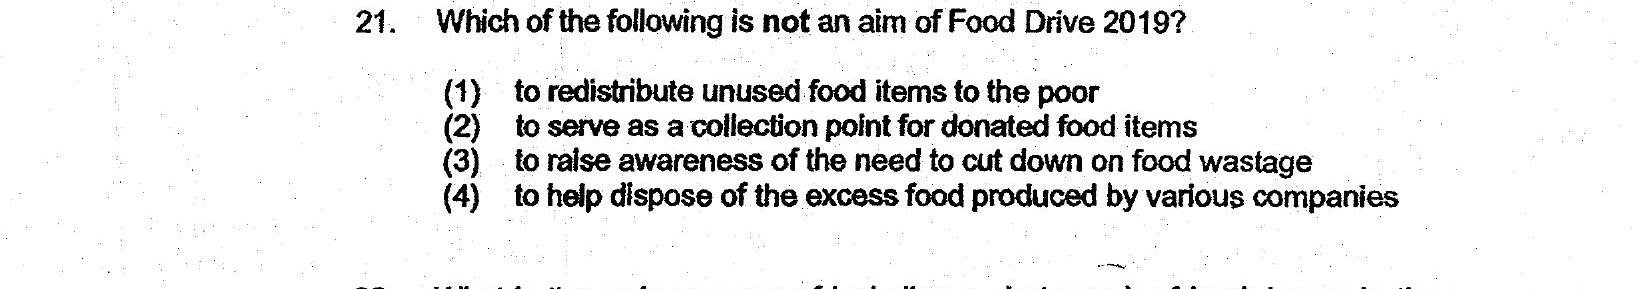 21. Which of the following is not an aim of Food Drive 2019?
(1) to redistribute unused food items to the poor
(2) to serve as a collection point for donated food items
(3) to raise awareness of the need to cut down on food wastage
(4) to help dispose of the excess food produced by various companies